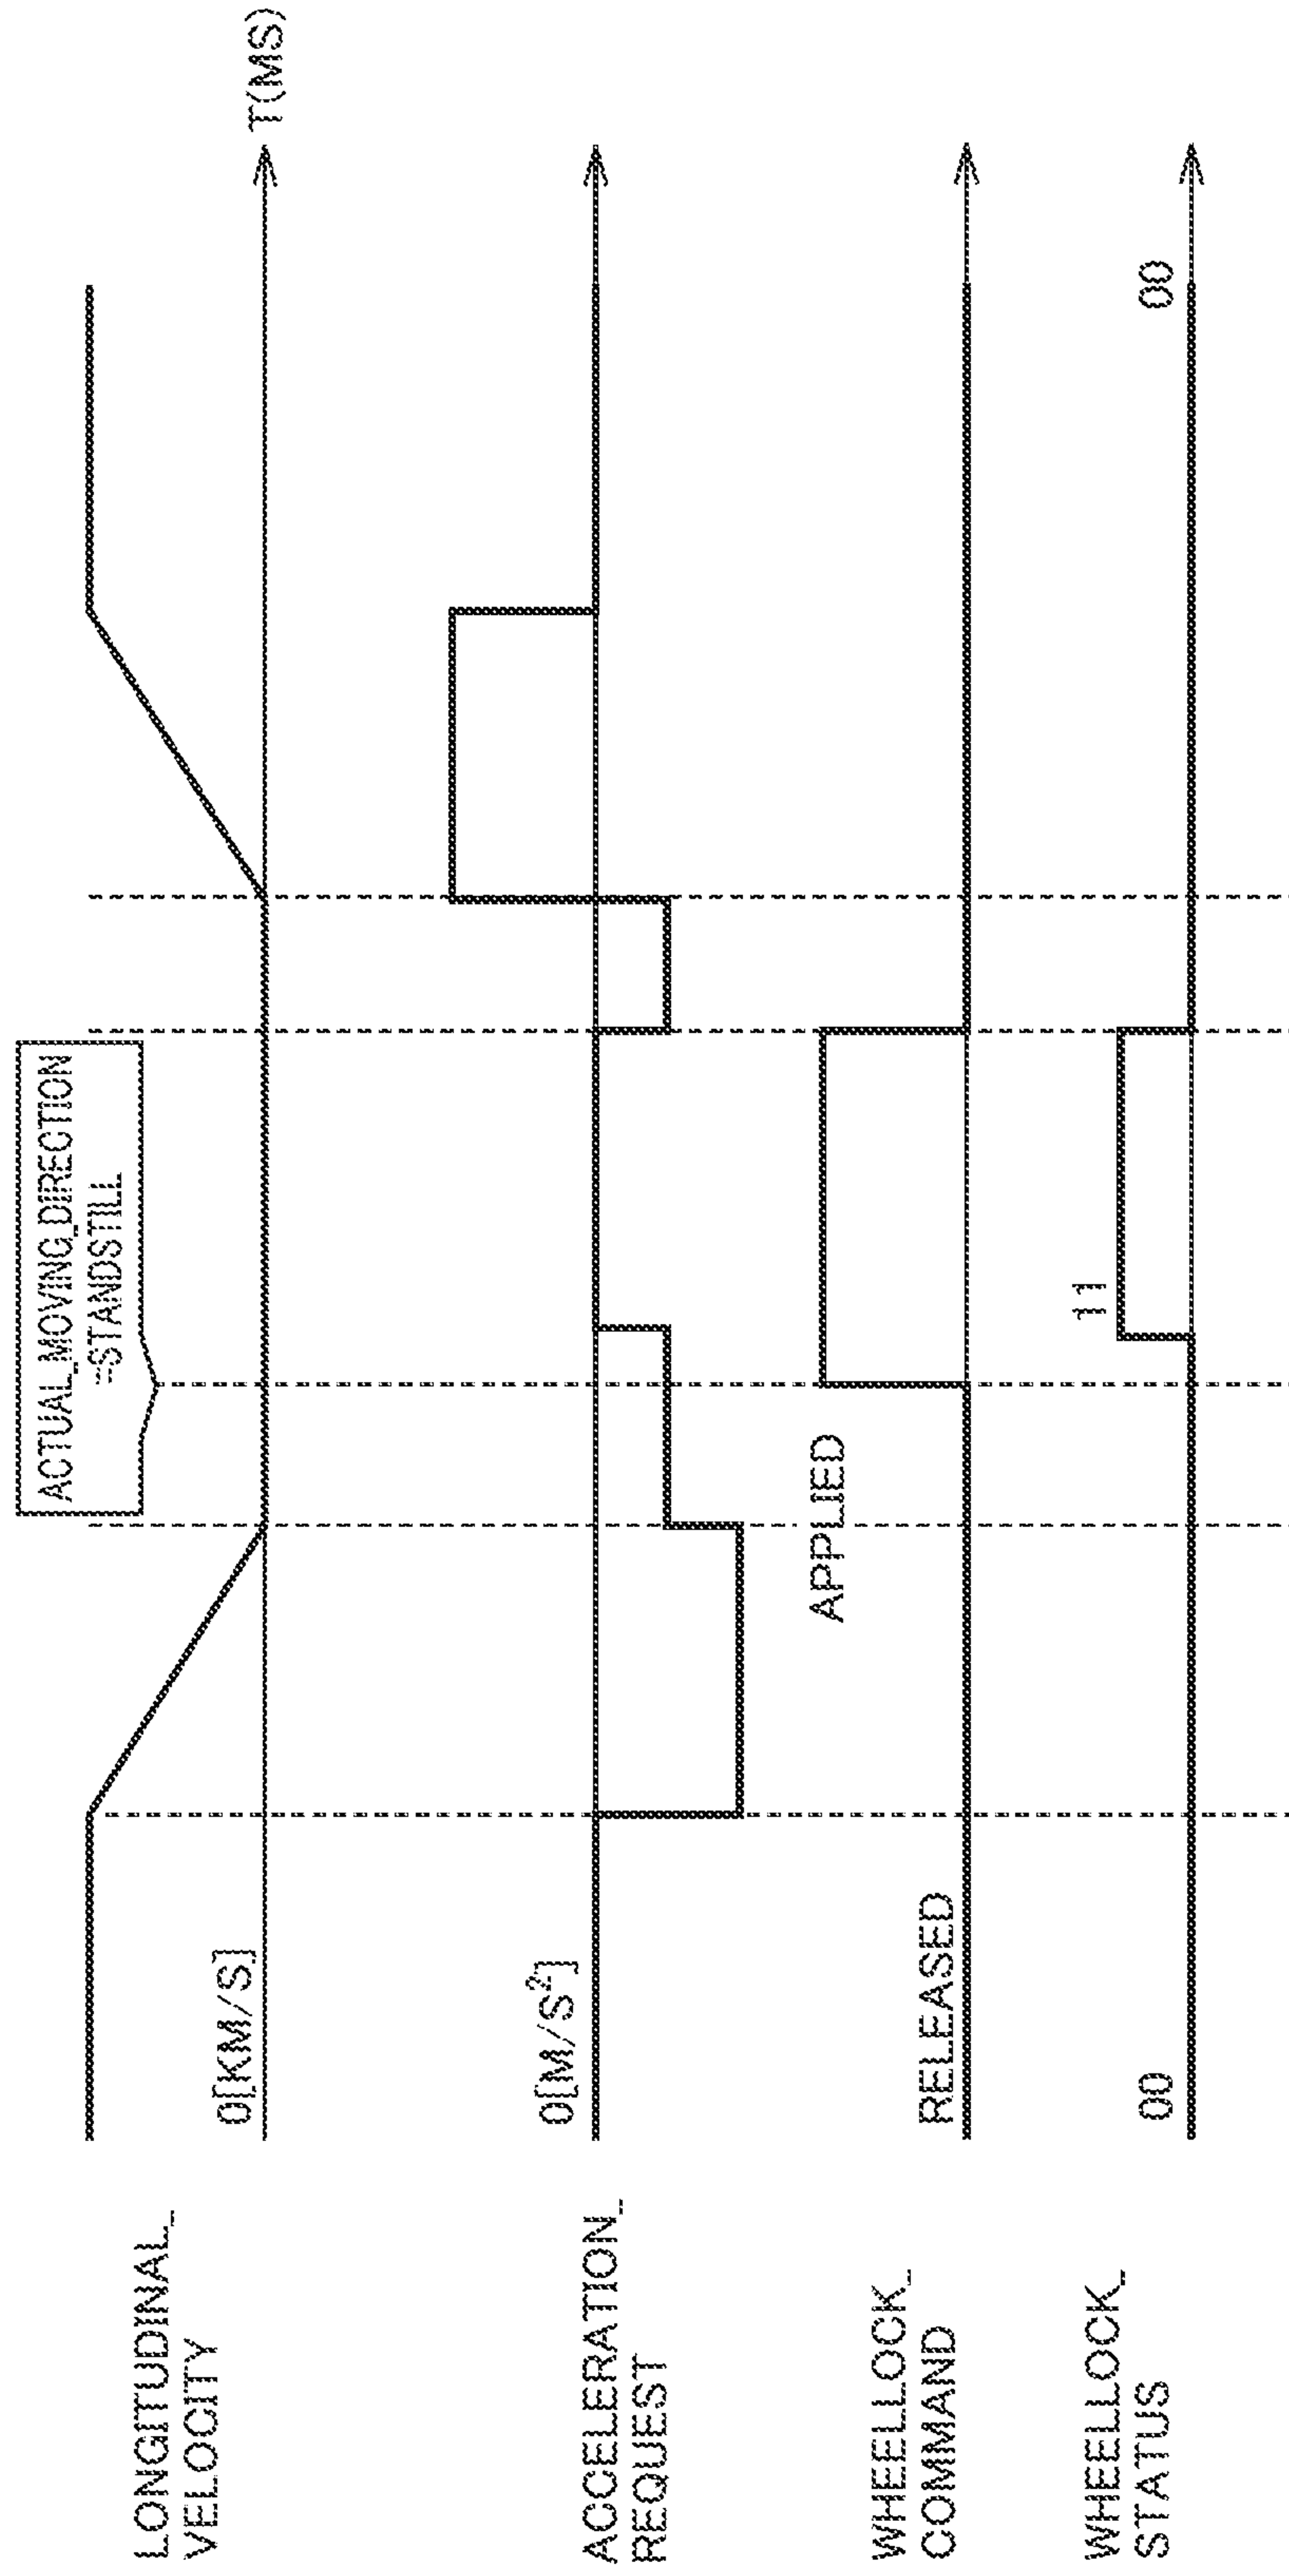 ACTUAL_MOVING_DIRECTION
="STANDSTILL
LONGITUDINAL_
VELOCITY
0[KM/S]
T(MS)
ACCELERATION_
REQUEST
0[M/S²]
WHEELLOCK_
COMMAND
RELEASED
APPLIED
WHEELLOCK_
STATUS
00
11
00